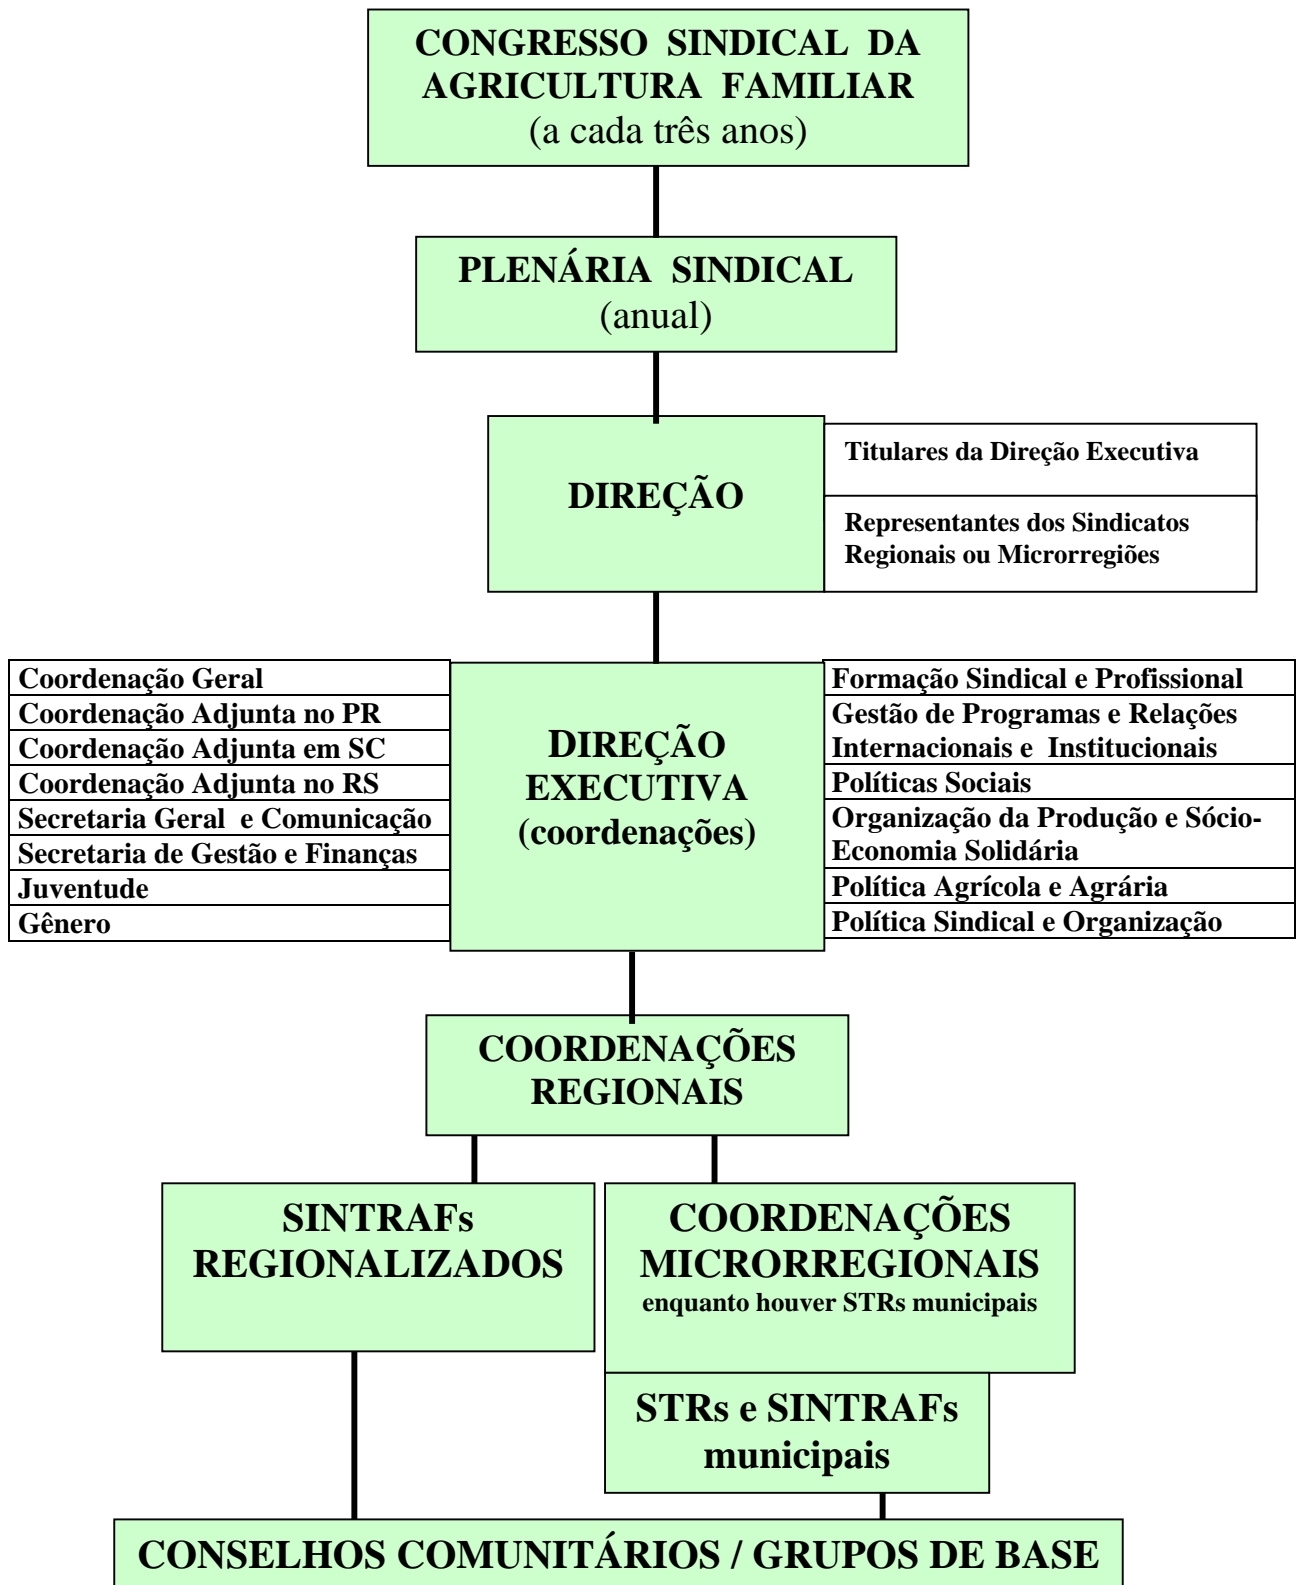 CONGRESSO SINDICAL DA
AGRICULTURA FAMILIAR
(a cada três anos)
PLENÁRIA SINDICAL
(anual)
DIREÇÃO
Titulares da Direção Executiva
Representantes dos Sindicatos
Regionais ou Microrregiões
Coordenação Geral
Coordenação Adjunta no PR
Coordenação Adjunta em SC
Coordenação Adjunta no RS
Secretaria Geral e Comunicação
Secretaria de Gestão e Finanças
Juventude
Gênero
DIREÇÃO
EXECUTIVA
(coordenações)
Formação Sindical e Profissional
Gestão de Programas e Relações
Internacionais e Institucionais
Políticas Sociais
Organização da Produção e Sócio-
Economia Solidária
Política Agrícola e Agrária
Política Sindical e Organização
COORDENAÇÕES
REGIONAIS
SINTRAFs
REGIONALIZADOS
COORDENAÇÕES
MICRORREGIONAIS
enquanto houver STRs municipais
STRs e SINTRAFs
municipais
CONSELHOS COMUNITÁRIOS / GRUPOS DE BASE